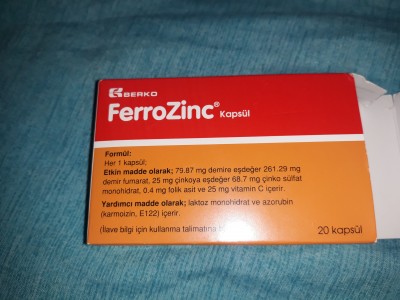 BERKO
FerroZinc® Kapsül
Formül:
Her 1 kapsül:
Etkin madde olarak; 79.87 mg demire eşdeğer 261.29 mg
demir fumarat, 25 mg çinkoya eşdeğer 68.7 mg çinko sülfat
monohidrat, 0.4 mg folik asit ve 25 mg vitamin C içerir.
Yardımcı madde olarak; laktoz monohidrat ve azorubin
(karmoizin, E122) içerir.
(İlave bilgi için kullanma talimatına
20 kapsül